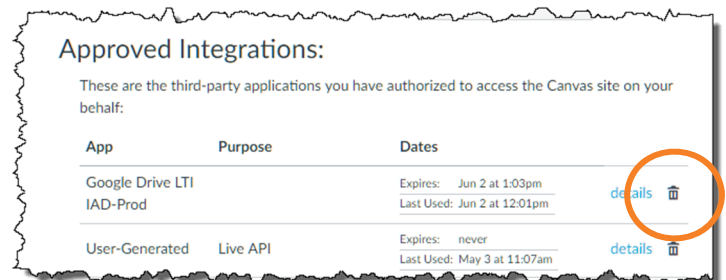 Approved Integrations:
These are the third-party applications you have authorized to access the Canvas site on your
behalf:
App Purpose Dates
Google Drive LTI
IAD-Prod
Expires: Jun 2 at 1:03pm
Last Used: Jun 2 at 12:01pm
details
User-Generated Live API
Expires: never
Last Used: May 3 at 11:07am
details